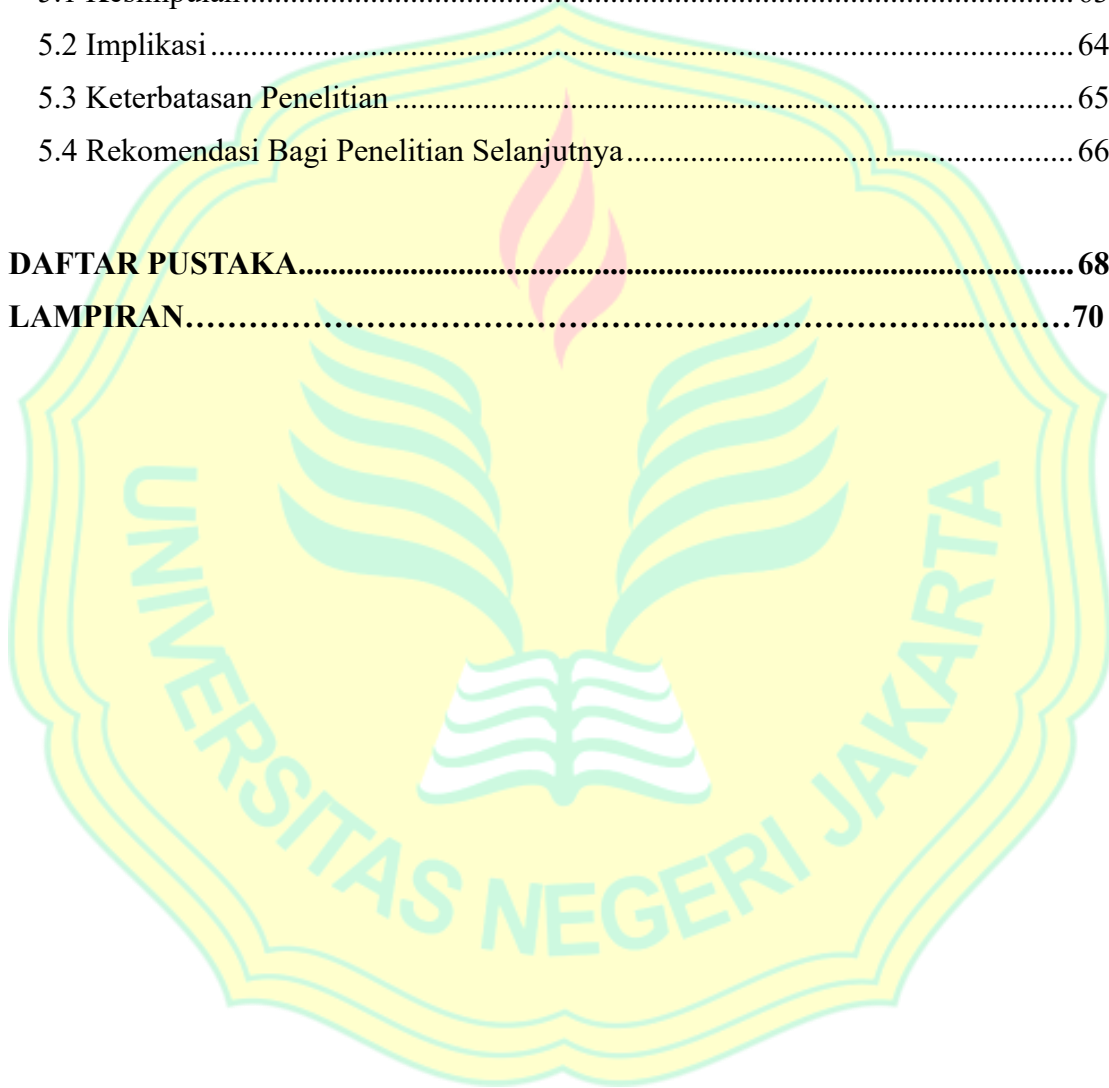 5.2 Implikasi........................................................................................................ 64
5.3 Keterbatasan Penelitian................................................................................ 65
5.4 Rekomendasi Bagi Penelitian Selanjutnya................................................... 66
DAFTAR PUSTAKA............................................................................................. 68
LAMPIRAN…………………………………………………………………....………70
UNIVERSITAS NEGERI JAKARTA